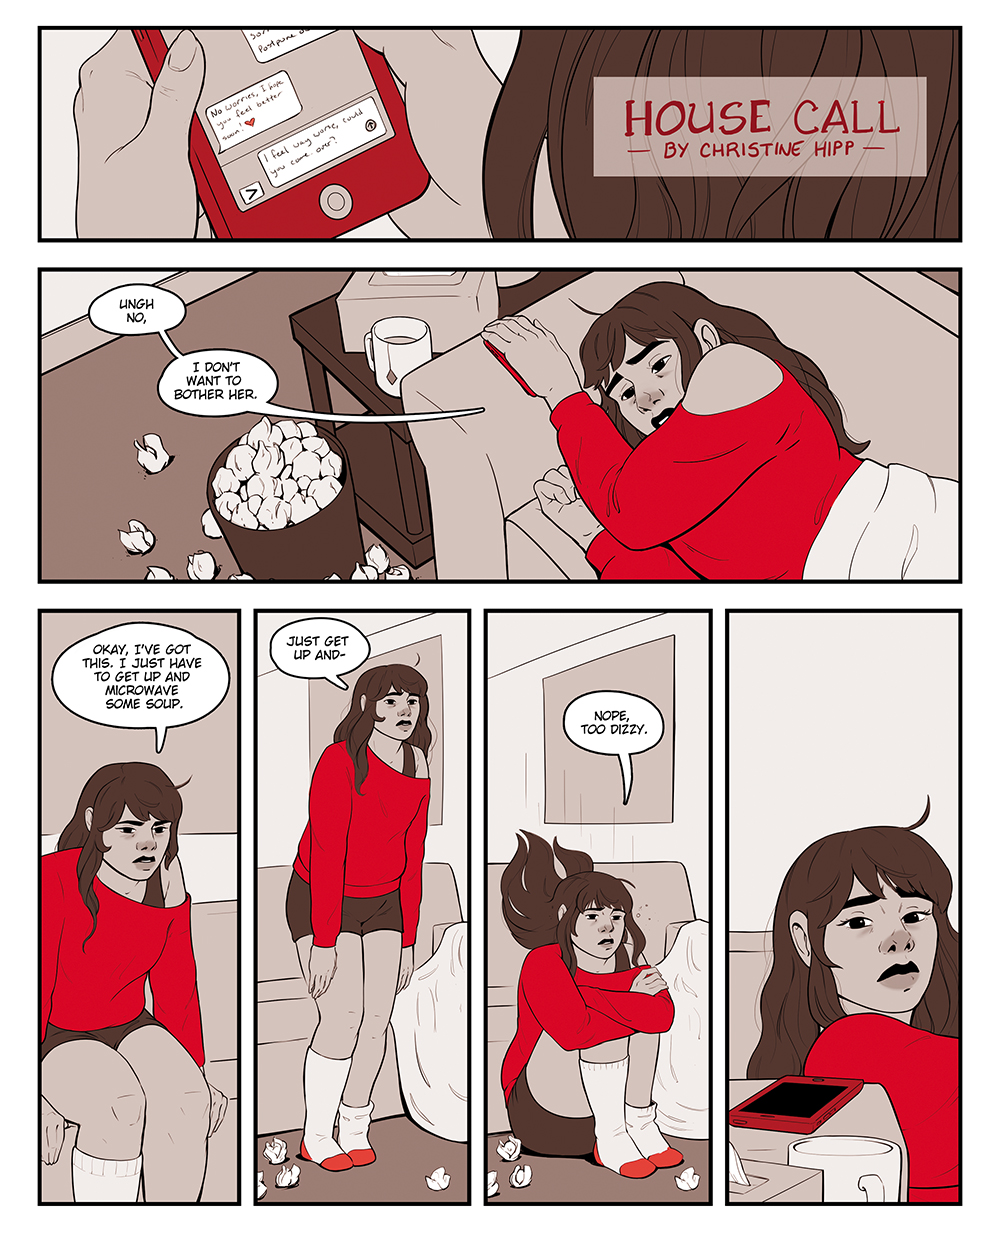 Postpone
No worries, I hope
you feel better
soon! ❤
I feel way worse, could
you come over?
>
HOUSE CALL
— BY CHRISTINE HIPP —
UNGH
NO,
I DON'T
WANT TO
BOTHER HER.
OKAY, I'VE GOT
THIS. I JUST HAVE
TO GET UP AND
MICROWAVE
SOME SOUP.
JUST GET
UP AND-
NOPE,
TOO DIZZY.